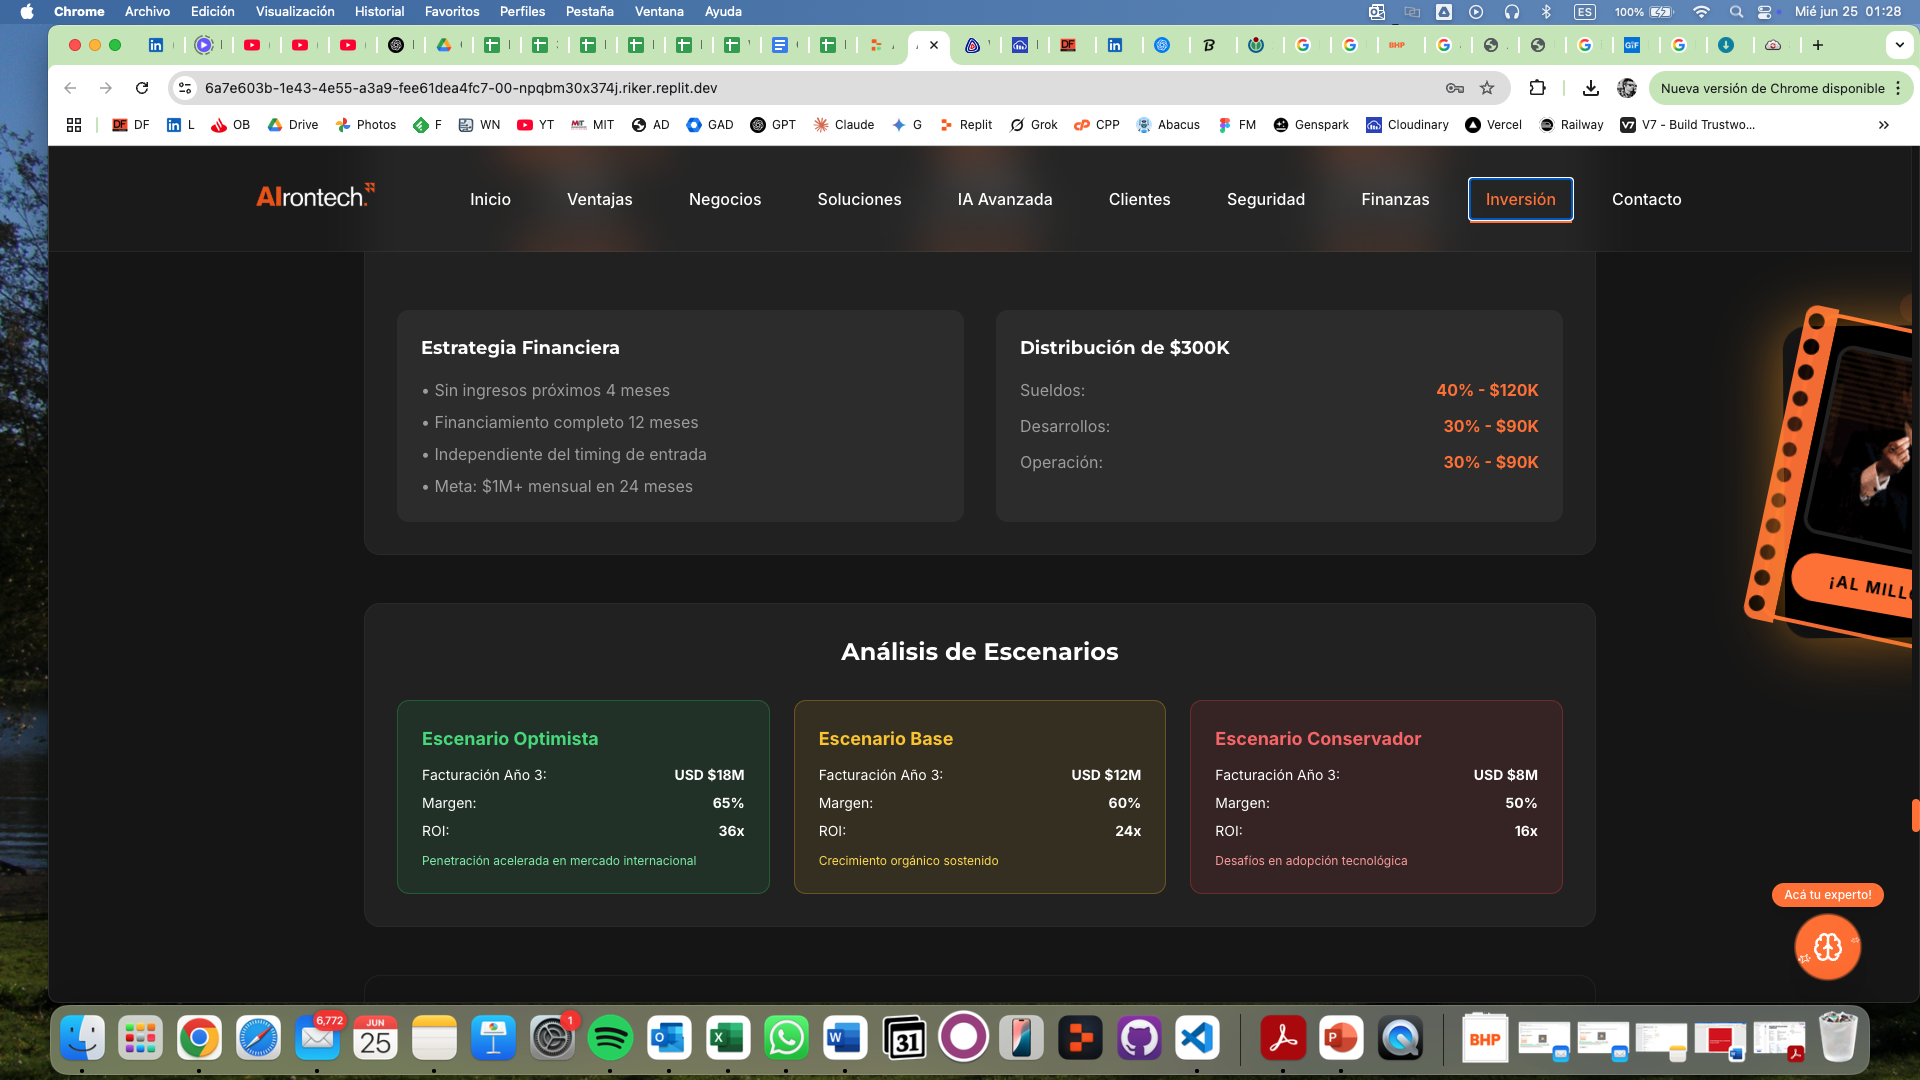 Chrome Archivo Edición Visualización Historial Favoritos Perfiles Pestaña Ventana Ayuda
ES 100% Mié jun 25 01:28
6a7e603b-1e43-4e55-a3a9-fee61dea4fc7-00-npqbm30x374j.riker.replit.dev
Nueva versión de Chrome disponible
DF L OB Drive Photos F WN YT MIT AD GAD GPT Claude G Replit Grok CPP Abacus FM Genspark Cloudinary Vercel Railway V7 - Build Trustwo...
AIrontech.
Inicio Ventajas Negocios Soluciones IA Avanzada Clientes Seguridad Finanzas Inversión Contacto
Estrategia Financiera
• Sin ingresos próximos 4 meses
• Financiamiento completo 12 meses
• Independiente del timing de entrada
• Meta: $1M+ mensual en 24 meses
Distribución de $300K
Sueldos: 40% - $120K
Desarrollos: 30% - $90K
Operación: 30% - $90K
¡AL MILL
Análisis de Escenarios
Escenario Optimista
Facturación Año 3: USD $18M
Margen: 65%
ROI: 36x
Penetración acelerada en mercado internacional
Escenario Base
Facturación Año 3: USD $12M
Margen: 60%
ROI: 24x
Crecimiento orgánico sostenido
Escenario Conservador
Facturación Año 3: USD $8M
Margen: 50%
ROI: 16x
Desafíos en adopción tecnológica
Acá tu experto!
6,772
JUN
25
1
31
BHP